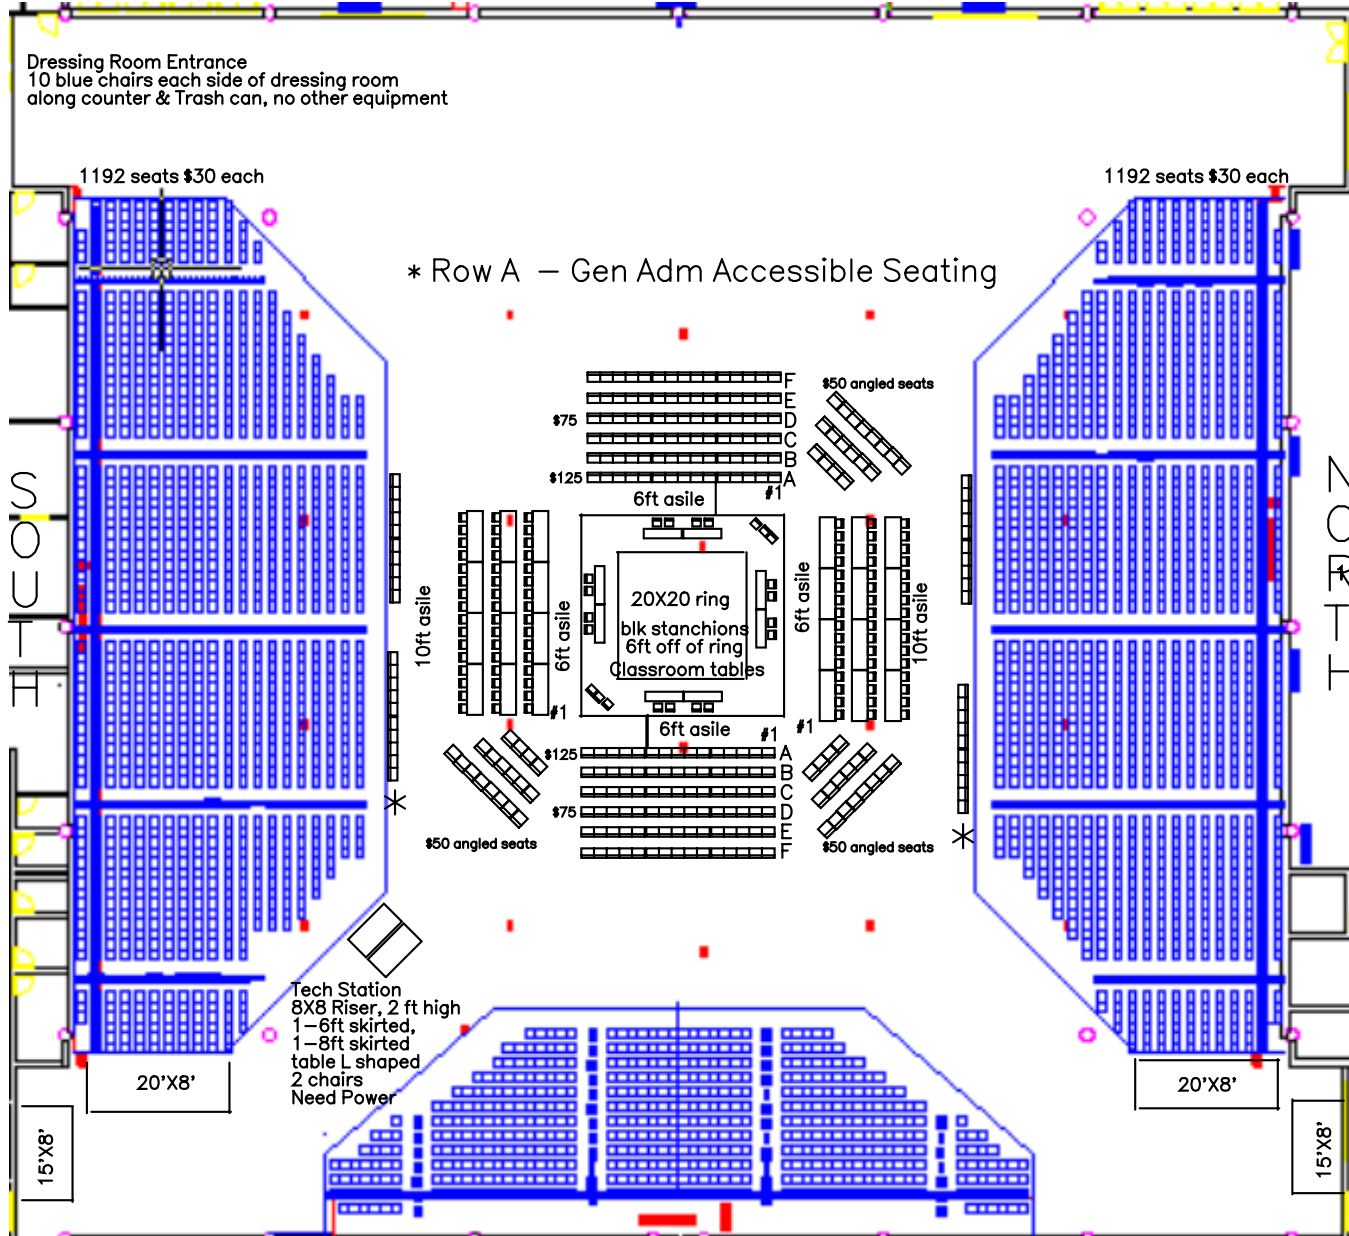 Dressing Room Entrance
10 blue chairs each side of dressing room
along counter & Trash can, no other equipment
1192 seats $30 each
1192 seats $30 each
* Row A – Gen Adm Accessible Seating
F
E
$75 D
C
B
$125 A
#1
$50 angled seats
6ft asile
SOUTH
NORTH
10ft asile
6ft asile
20X20 ring
blk stanchions
6ft off of ring
Classroom tables
6ft asile
10ft asile
#1
6ft asile
#1
#1
$125 A
B
C
$75 D
E
F
*
*
$50 angled seats
$50 angled seats
Tech Station
8X8 Riser, 2 ft high
1–6ft skirted,
1–8ft skirted
table L shaped
2 chairs
Need Power
20'X8'
20'X8'
15'X8'
15'X8'